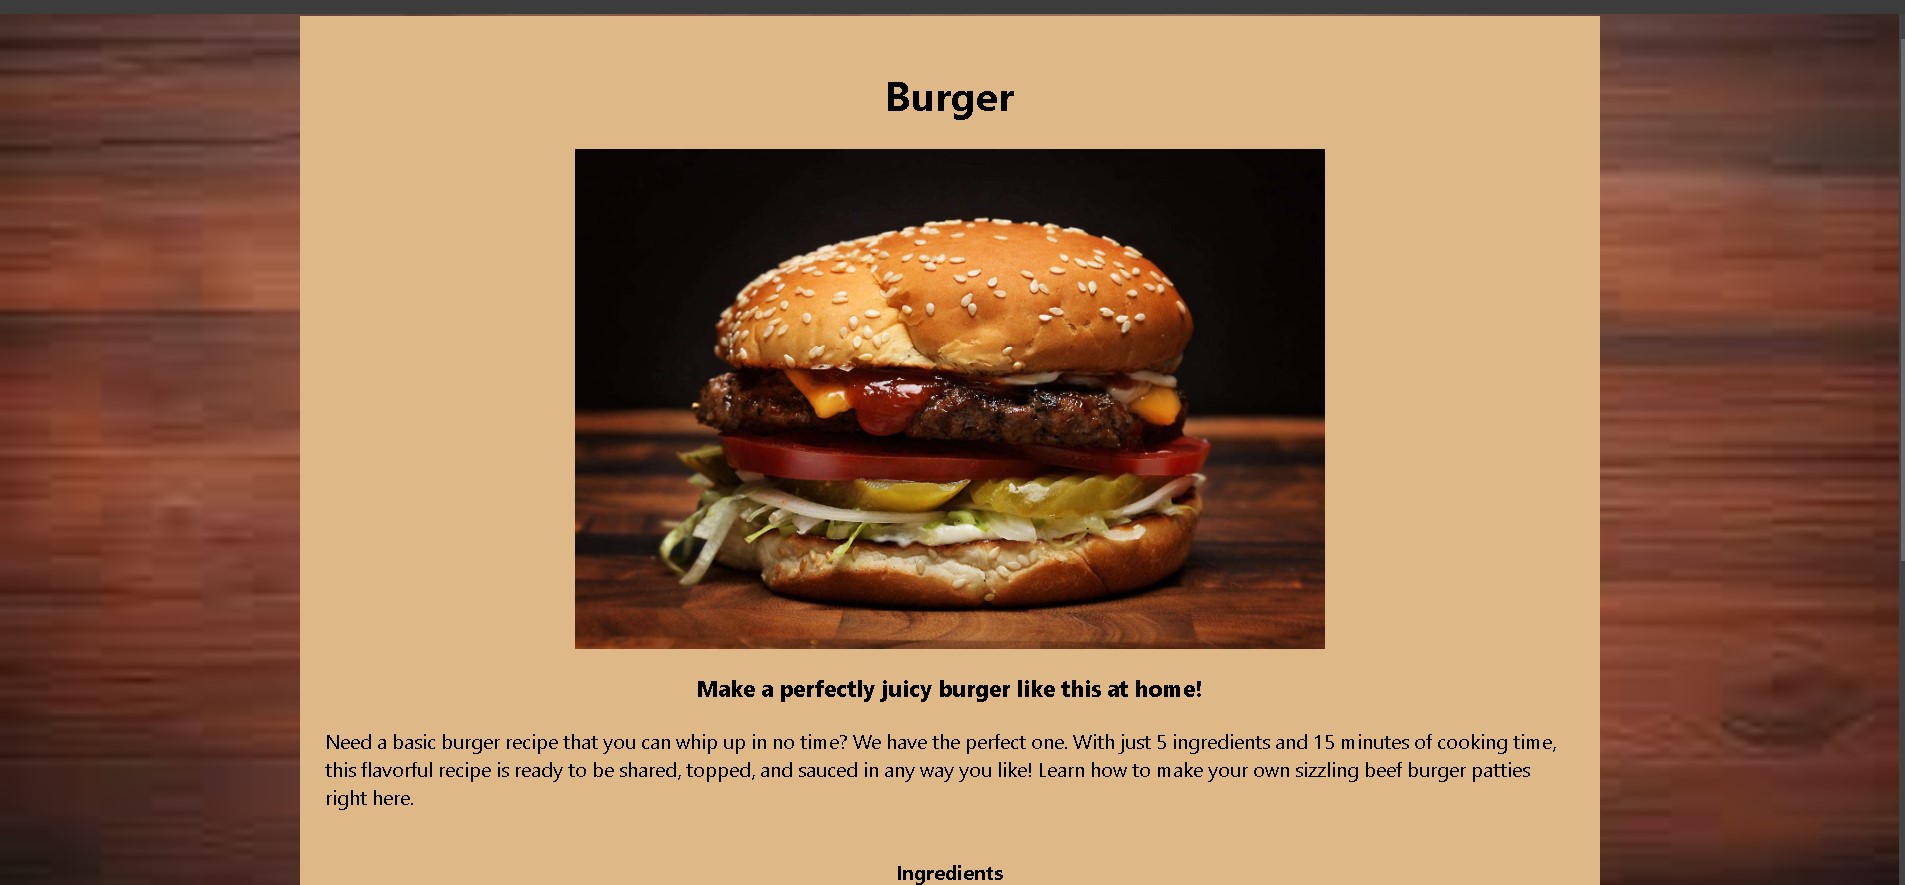 Burger
Make a perfectly juicy burger like this at home!
Need a basic burger recipe that you can whip up in no time? We have the perfect one. With just 5 ingredients and 15 minutes of cooking time,
this flavorful recipe is ready to be shared, topped, and sauced in any way you like! Learn how to make your own sizzling beef burger patties
right here.
Ingredients